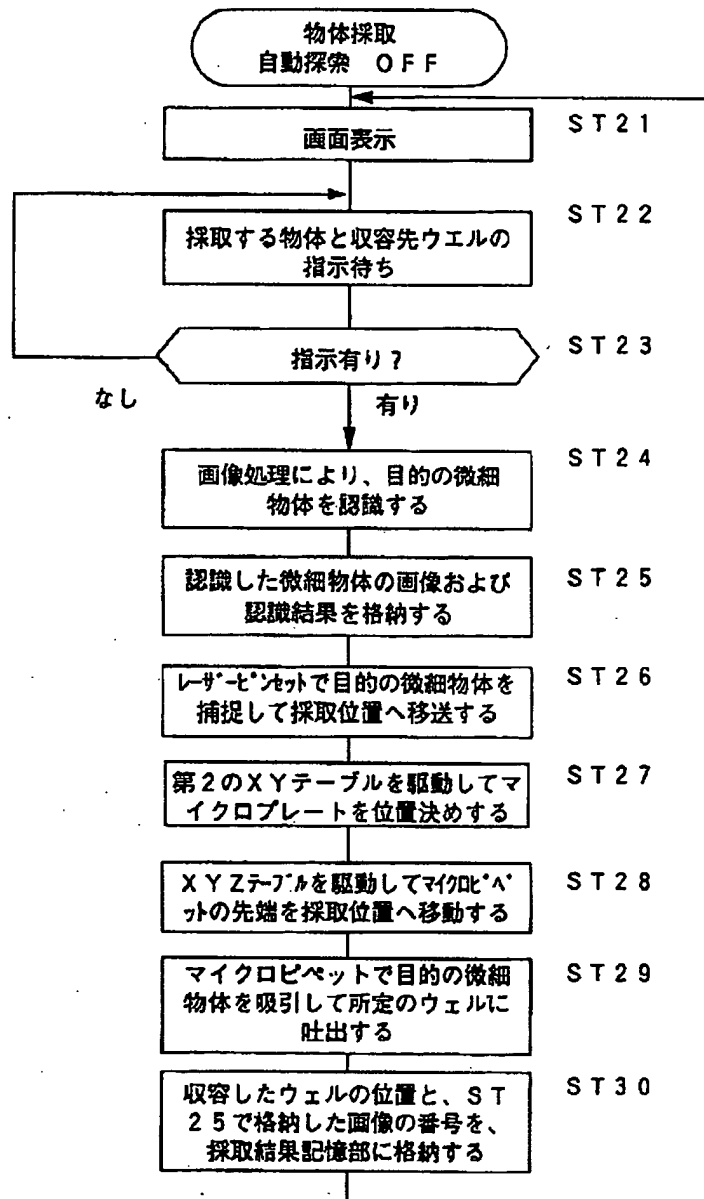 物体採取
自動探索 OFF
画面表示
ST21
採取する物体と収容先ウエルの
指示待ち
ST22
指示有り?
ST23
なし
有り
画像処理により、目的の微細
物体を認識する
ST24
認識した微細物体の画像および
認識結果を格納する
ST25
レーザーピンセットで目的の微細物体を
捕捉して採取位置へ移送する
ST26
第2のXYテーブルを駆動してマ
イクロプレートを位置決めする
ST27
XYZテーブルを駆動してマイクロピペ
ットの先端を採取位置へ移動する
ST28
マイクロピペットで目的の微細
物体を吸引して所定のウェルに
吐出する
ST29
収容したウェルの位置と、ST
25で格納した画像の番号を、
採取結果記憶部に格納する
ST30